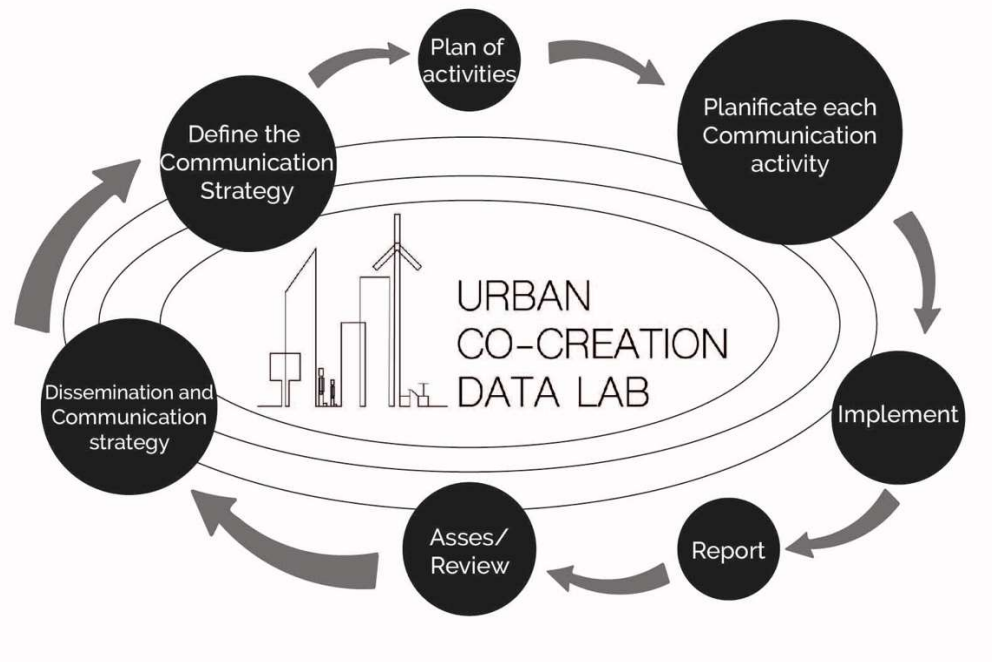 Plan of
activities
Planificate each
Communication
activity
Define the
Communication
Strategy
URBAN
CO-CREATION
DATA LAB
Dissemination and
Communication
strategy
Implement
Asses/
Review
Report